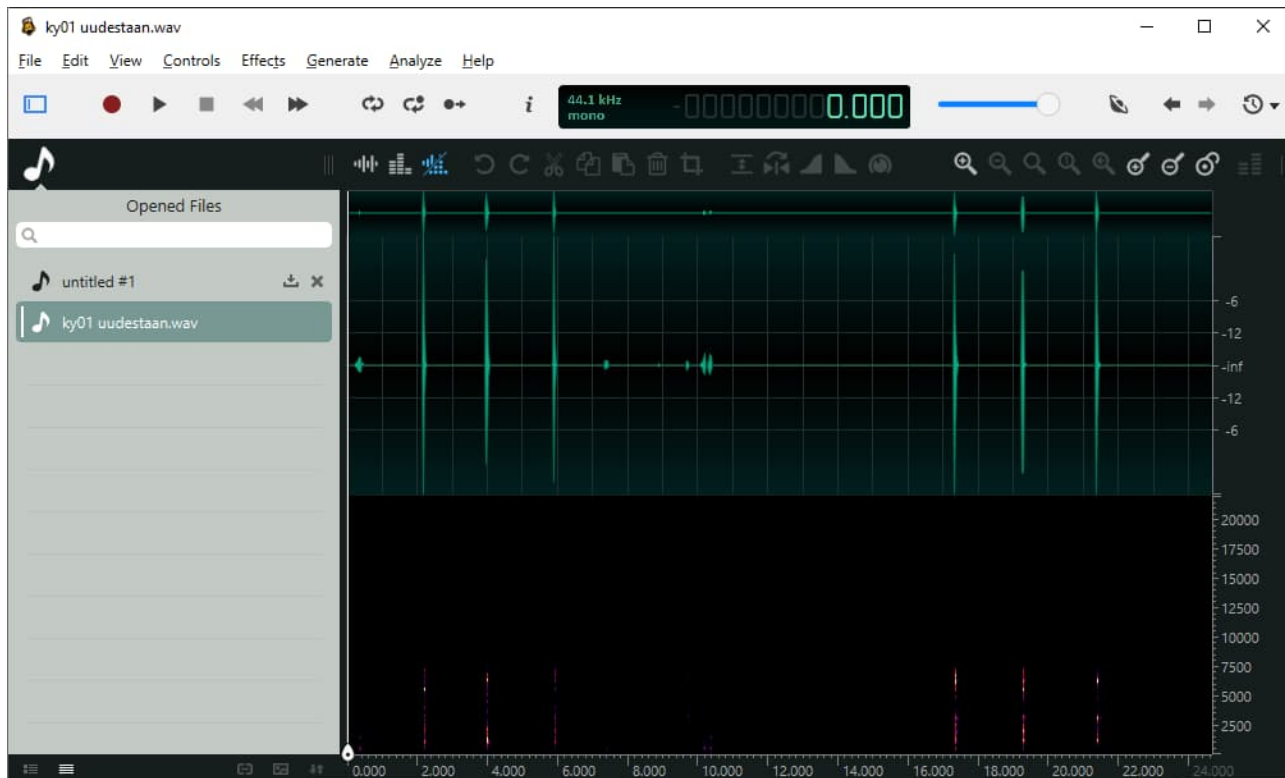 ky01 uudestaan.wav
File Edit View Controls Effects Generate Analyze Help
44.1 kHz
mono
-000000000.000
Opened Files
untitled #1
ky01 uudestaan.wav
-6
-12
-inf
-12
-6
20000
17500
15000
12500
10000
7500
5000
2500
0.000 2.000 4.000 6.000 8.000 10.000 12.000 14.000 16.000 18.000 20.000 22.000 24.000